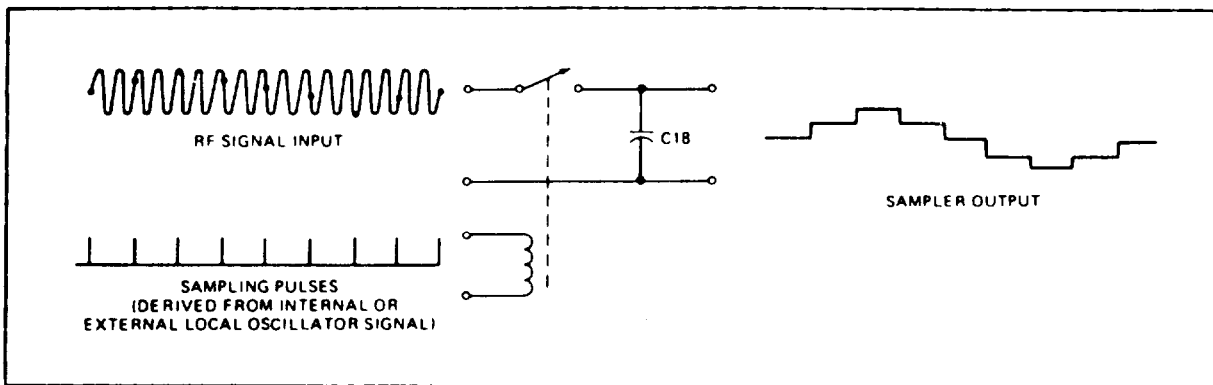 RF SIGNAL INPUT
C18
SAMPLER OUTPUT
SAMPLING PULSES
(DERIVED FROM INTERNAL OR
EXTERNAL LOCAL OSCILLATOR SIGNAL)